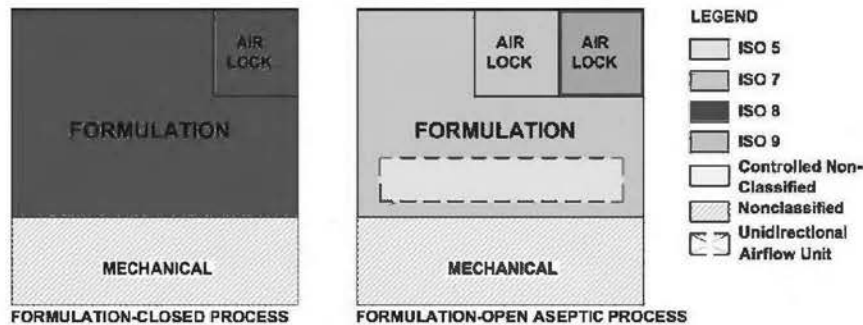 AIR
LOCK
FORMULATION
MECHANICAL
FORMULATION-CLOSED PROCESS
AIR
LOCK
AIR
LOCK
FORMULATION
MECHANICAL
FORMULATION-OPEN ASEPTIC PROCESS
LEGEND
ISO 5
ISO 7
ISO 8
ISO 9
Controlled Non-
Classified
Nonclassified
Unidirectional
Airflow Unit